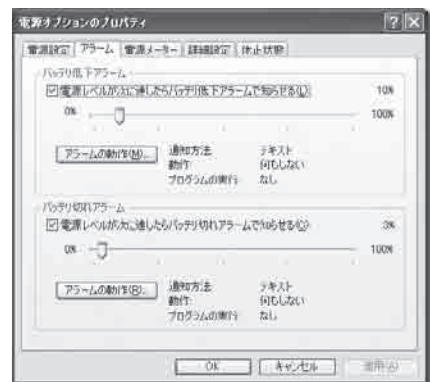 電源オプションのプロパティ
電源設定 アラーム 電源メーター 詳細設定 休止状態
バッテリ低下アラーム
電源レベルが次に達したらバッテリ低下アラームで知らせる(L) 10%
0% 100%
アラームの動作(M)... 通知方法 テキスト
動作 何もしない
プログラムの実行 なし
バッテリ切れアラーム
電源レベルが次に達したらバッテリ切れアラームで知らせる(C) 3%
0% 100%
アラームの動作(R)... 通知方法 テキスト
動作: 何もしない
プログラムの実行 なし
OK キャンセル 適用(A)